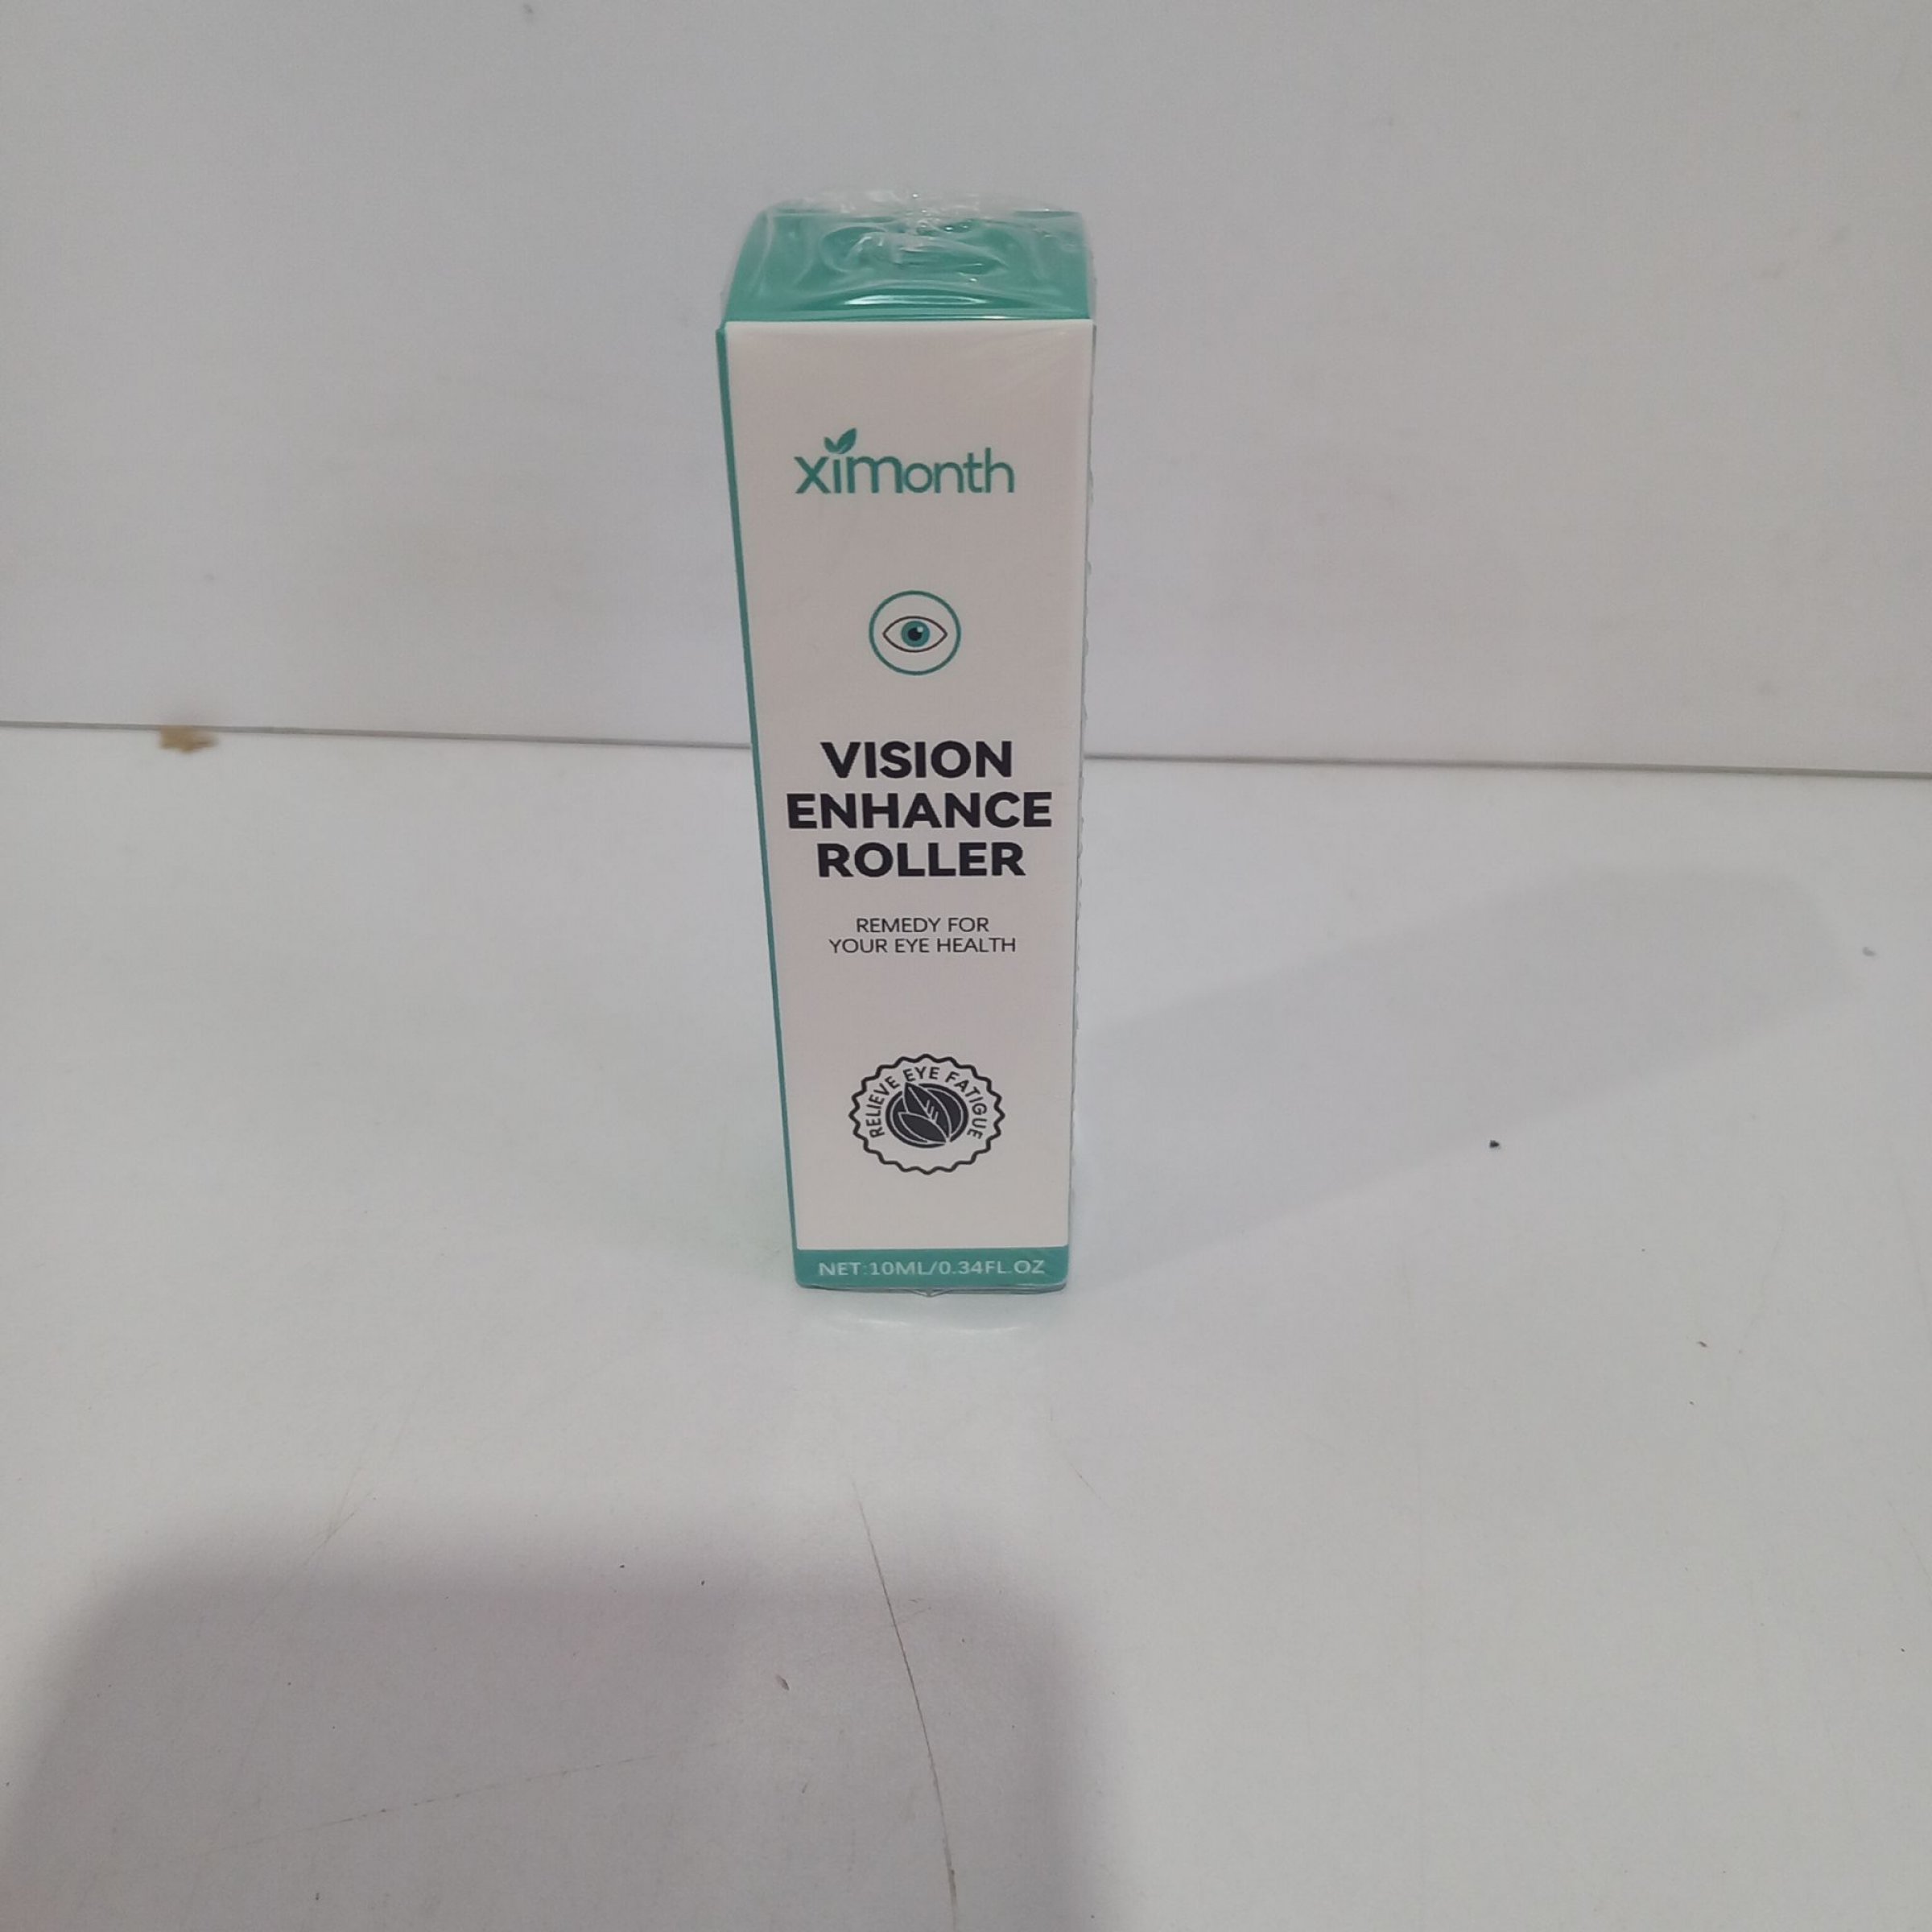 ximonth
VISION
ENHANCE
ROLLER
REMEDY FOR
YOUR EYE HEALTH
RELIEVE EYE FATIGUE
NET:10ML/0.34FL.OZ